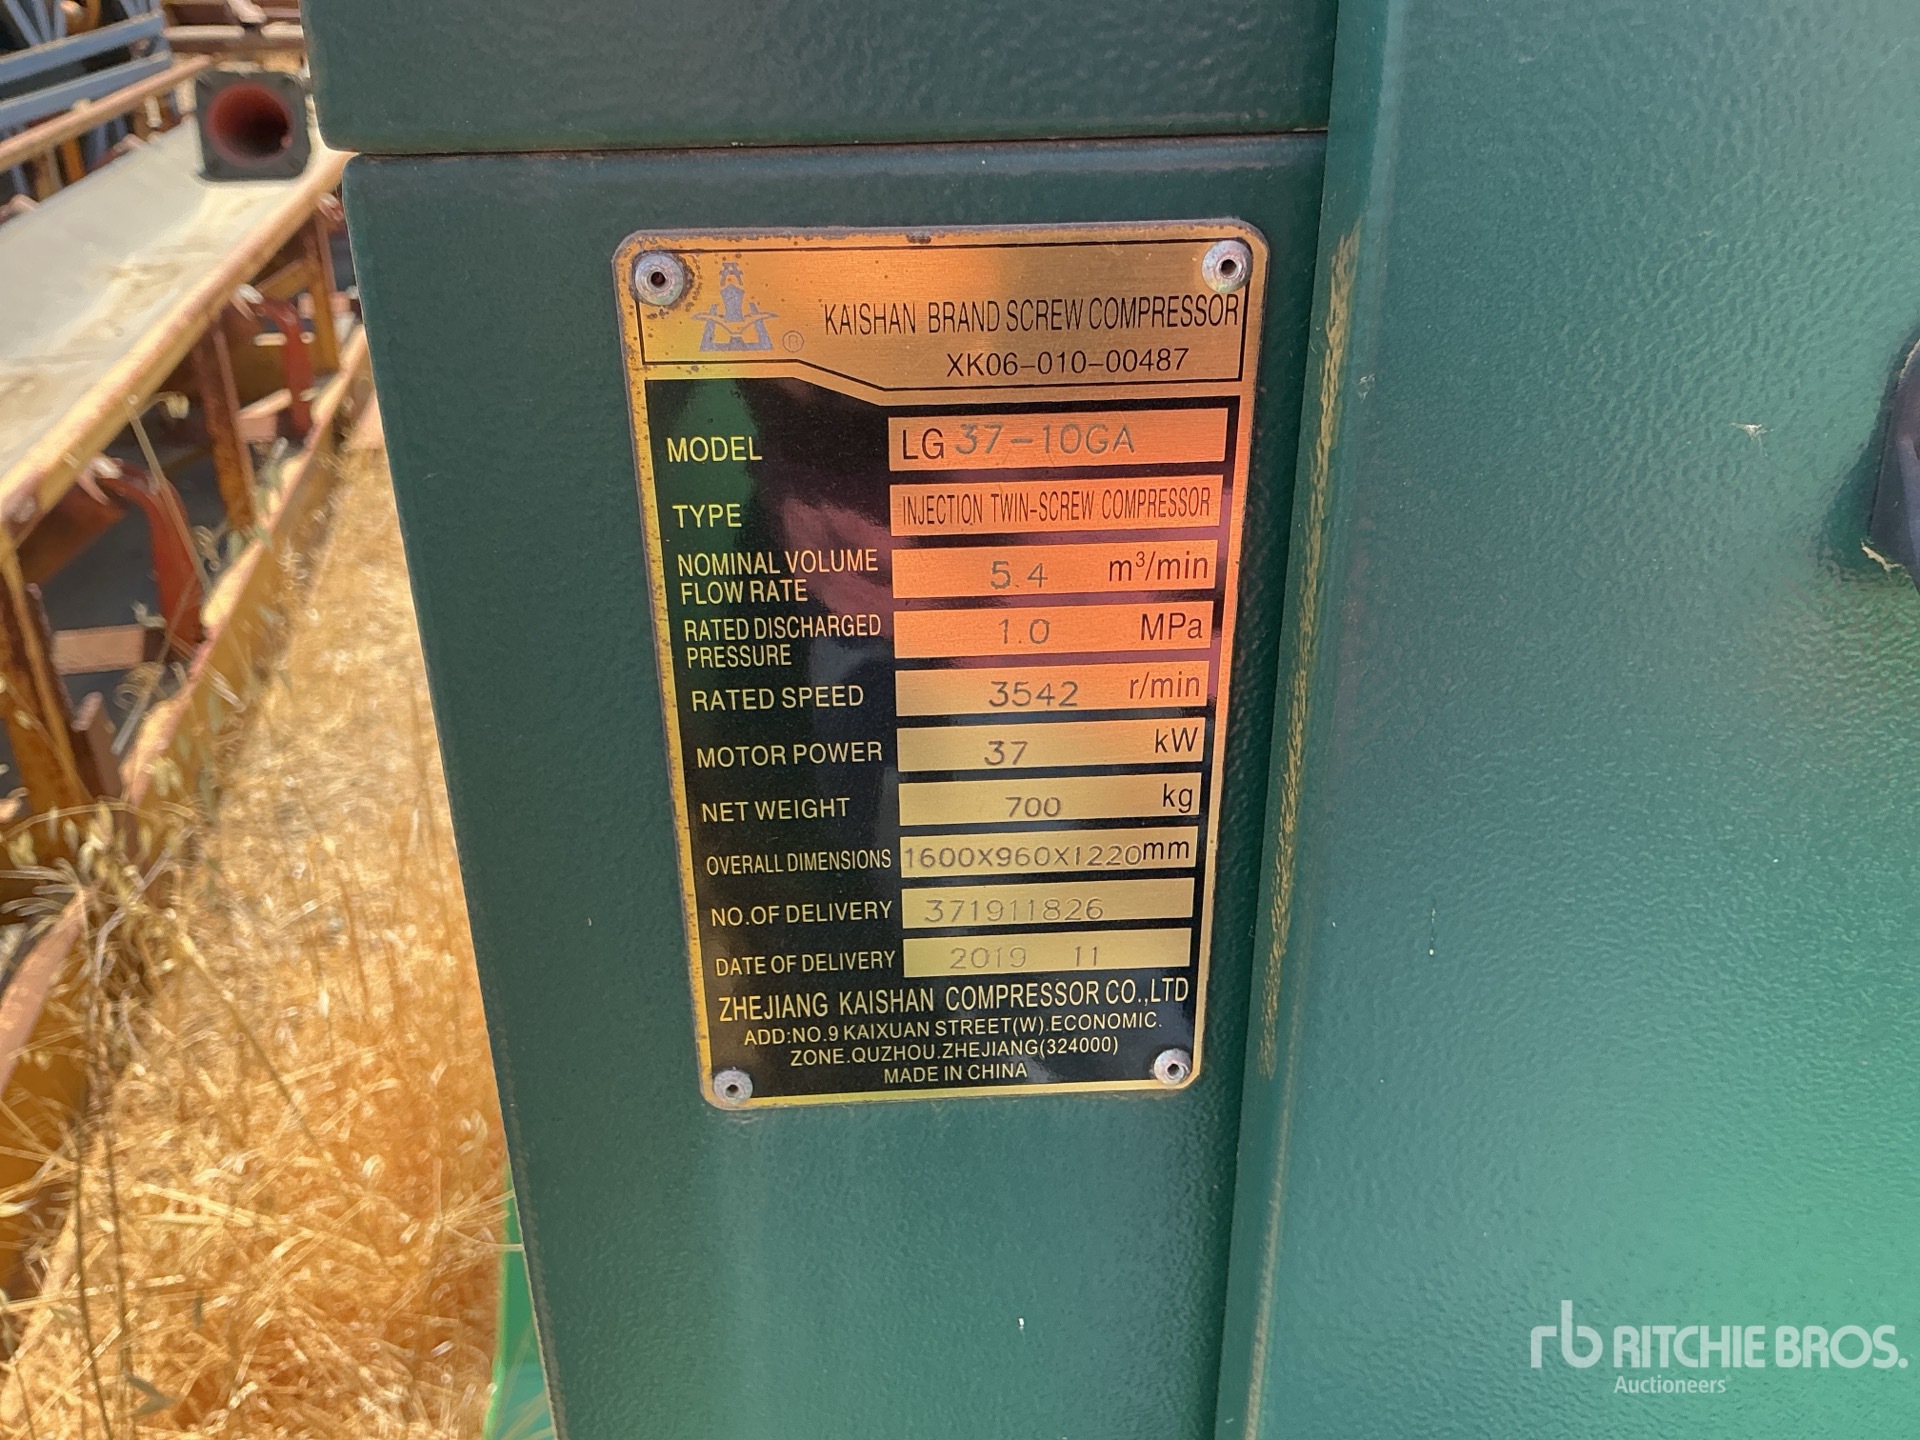 KAISHAN BRAND SCREW COMPRESSOR
®
XK06-010-00487
MODEL LG 37-10GA
TYPE INJECTION TWIN-SCREW COMPRESSOR
NOMINAL VOLUME
FLOW RATE 5.4 m³/min
RATED DISCHARGED
PRESSURE 1.0 MPa
RATED SPEED 3542 r/min
MOTOR POWER 37 kW
NET WEIGHT 700 kg
OVERALL DIMENSIONS 1600X960X1220mm
NO.OF DELIVERY 371911826
DATE OF DELIVERY 2019 11
ZHEJIANG KAISHAN COMPRESSOR CO.,LTD
ADD:NO.9 KAIXUAN STREET(W).ECONOMIC.
ZONE.QUZHOU.ZHEJIANG(324000)
MADE IN CHINA
rb RITCHIE BROS.
Auctioneers